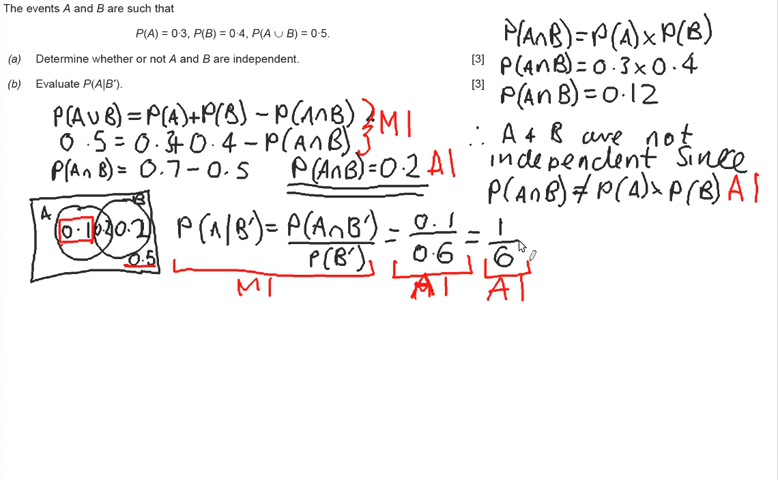 The events A and B are such that
P(A) = 0·3, P(B) = 0·4, P(A ∪ B) = 0·5.
(a) Determine whether or not A and B are independent. [3]
(b) Evaluate P(A|B′). [3]
P(A∪B) = P(A) + P(B) − P(A∩B)
0.5 = 0.3 + 0.4 − P(A∩B) M1
P(A∩B) = 0.7 − 0.5 P(A∩B) = 0.2 A1
P(A∩B) = P(A) × P(B)
P(A∩B) = 0.3 × 0.4
P(A∩B) = 0.12
∴ A & B are not
independent since
P(A∩B) ≠ P(A) × P(B) A1
A B
0.1 0.2 0.2
0.5
P(A|B′) = P(A∩B′) / P(B′) = 0.1 / 0.6 = 1 / 6
M1 A1 A1